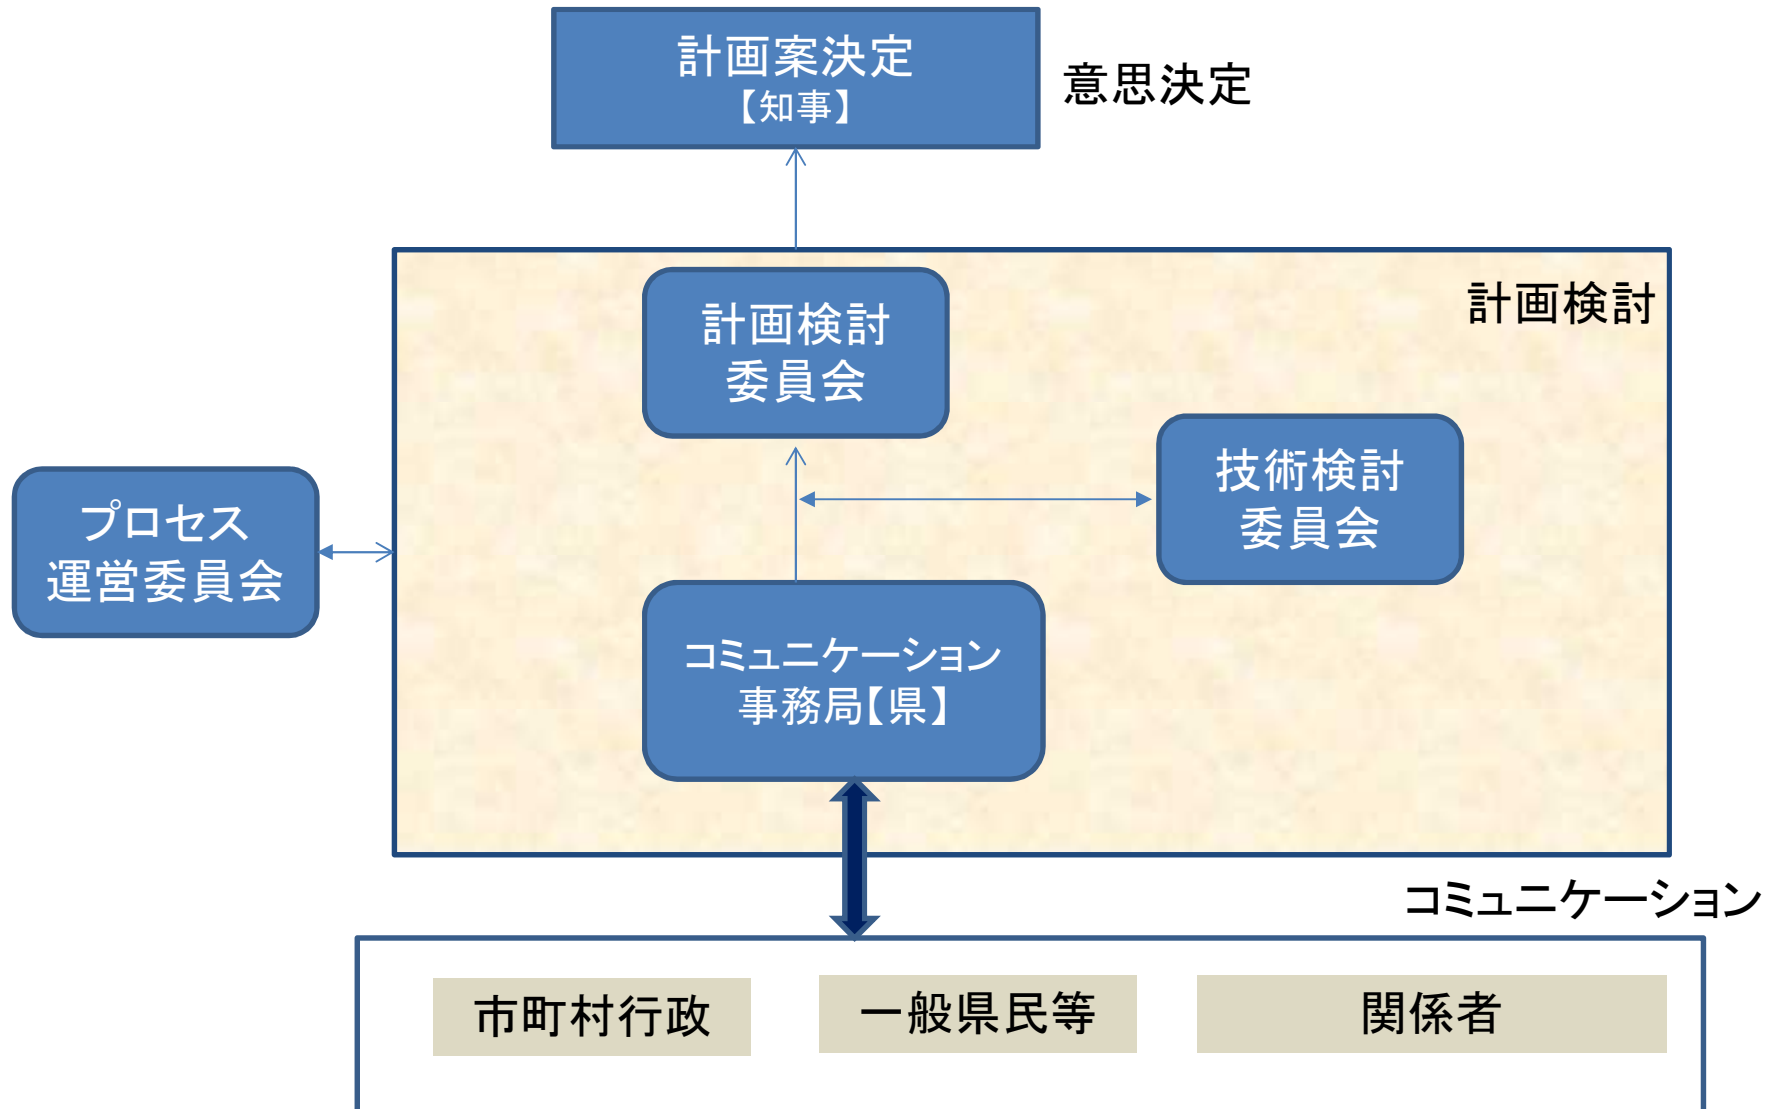 計画案決定
【知事】
意思決定
計画検討
計画検討
委員会
技術検討
委員会
プロセス
運営委員会
コミュニケーション
事務局【県】
コミュニケーション
市町村行政
一般県民等
関係者